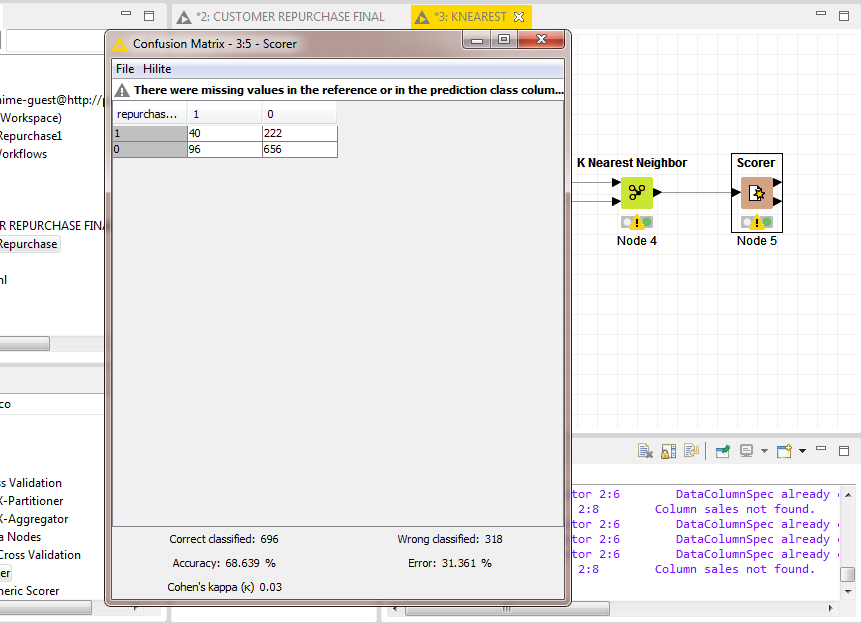 *2: CUSTOMER REPURCHASE FINAL
*3: KNEAREST
Confusion Matrix - 3:5 - Scorer
File Hilite
There were missing values in the reference or in the prediction class colum...
repurchas... 1 0
1 40 222
0 96 656
Correct classified: 696 Wrong classified: 318
Accuracy: 68.639 % Error: 31.361 %
Cohen's kappa (κ) 0.03
ime-guest@http://p
Workspace)
Repurchase1
orkflows
R REPURCHASE FINA
Repurchase
ml
co
s Validation
X-Partitioner
X-Aggregator
a Nodes
Cross Validation
er
meric Scorer
K Nearest Neighbor
Node 4
Scorer
Node 5
tor 2:6 DataColumnSpec already
2:8 Column sales not found.
tor 2:6 DataColumnSpec already
tor 2:6 DataColumnSpec already
tor 2:6 DataColumnSpec already
2:8 Column sales not found.